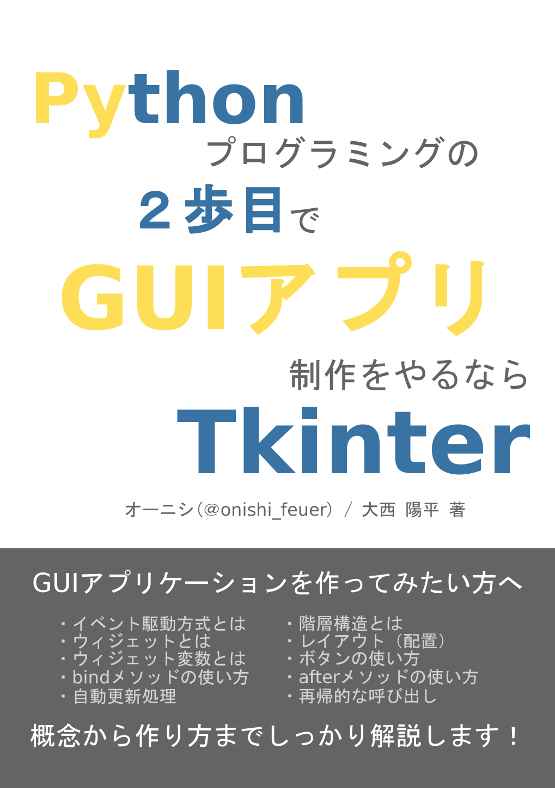 Python
プログラミングの
２歩目で
GUIアプリ
制作をやるなら
Tkinter
オーニシ（@onishi_feuer） / 大西 陽平 著
GUIアプリケーションを作ってみたい方へ
・イベント駆動方式とは
・ウィジェットとは
・ウィジェット変数とは
・bindメソッドの使い方
・自動更新処理
・階層構造とは
・レイアウト（配置）
・ボタンの使い方
・afterメソッドの使い方
・再帰的な呼び出し
概念から作り方までしっかり解説します！